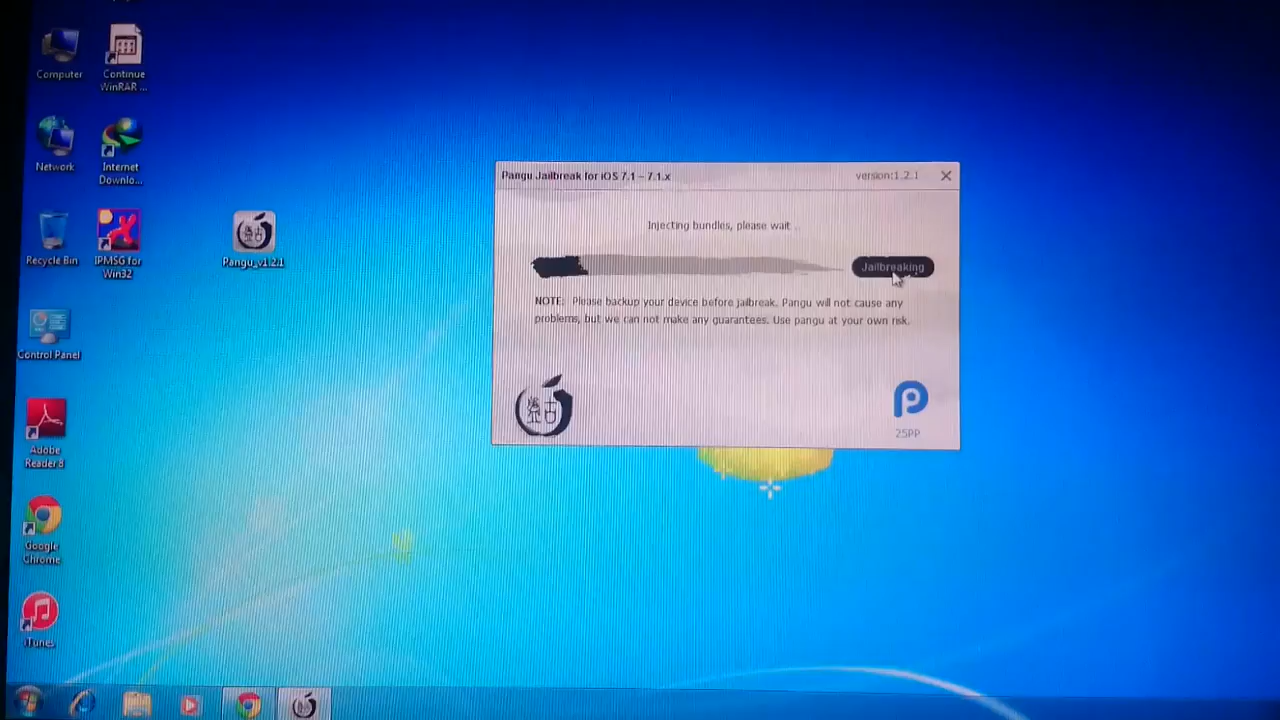 Computer
Continue
WinRAR ...
Network
Internet
Downlo...
Recycle Bin
IPMSG for
Win32
Pangu_v1.2.1
Control Panel
Adobe
Reader 8
Google
Chrome
iTunes
Pangu Jailbreak for iOS 7.1 – 7.1.x
version:1.2.1
Injecting bundles, please wait ..
Jailbreaking
NOTE: Please backup your device before jailbreak. Pangu will not cause any
problems, but we can not make any guarantees. Use pangu at your own risk.
盘古
25PP